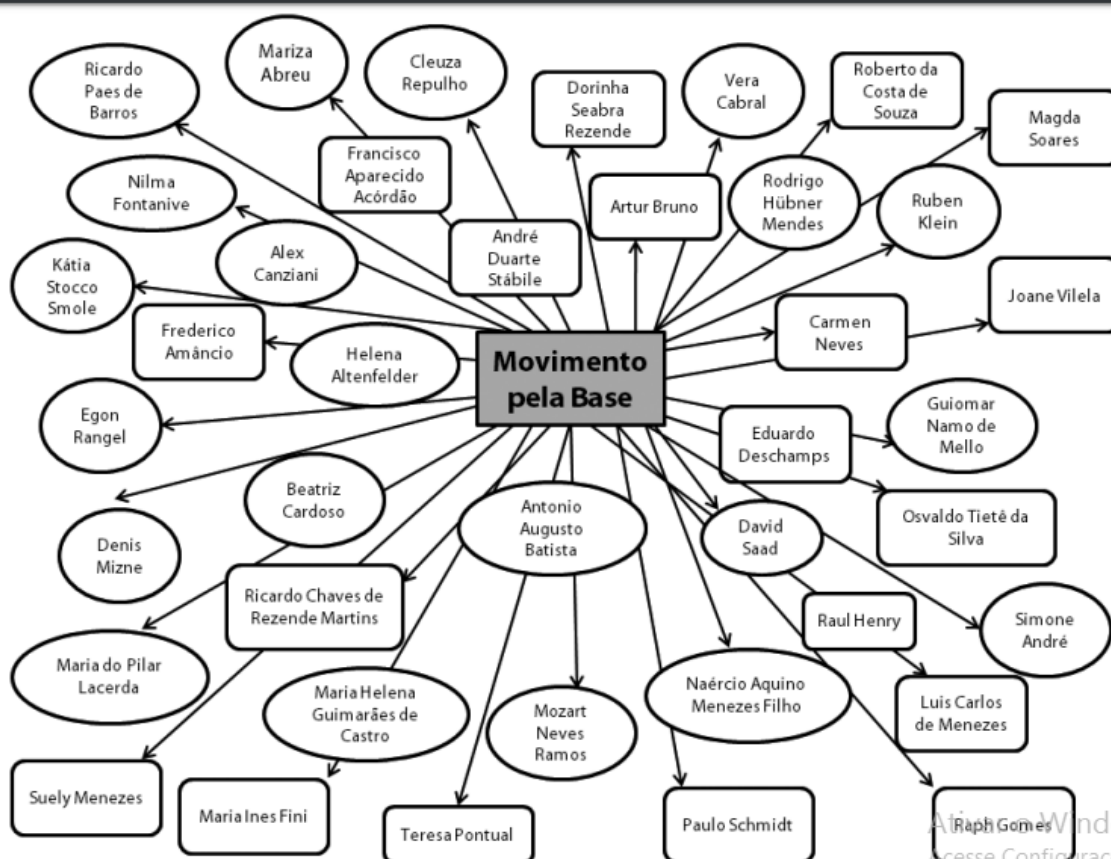 Ricardo
Paes de
Barros
Mariza
Abreu
Cleuza
Repulho
Dorinha
Seabra
Rezende
Vera
Cabral
Roberto da
Costa de
Souza
Magda
Soares
Nilma
Fontanive
Francisco
Aparecido
Acórdão
Artur Bruno
Rodrigo
Hübner
Mendes
Ruben
Klein
Kátia
Stocco
Smole
Alex
Canziani
André
Duarte
Stábile
Joane Vilela
Frederico
Amâncio
Helena
Altenfelder
Movimento
pela Base
Carmen
Neves
Egon
Rangel
Eduardo
Deschamps
Guiomar
Namo de
Mello
Beatriz
Cardoso
Antonio
Augusto
Batista
David
Saad
Osvaldo Tietê da
Silva
Denis
Mizne
Ricardo Chaves de
Rezende Martins
Raul Henry
Simone
André
Maria do Pilar
Lacerda
Maria Helena
Guimarães de
Castro
Mozart
Neves
Ramos
Naércio Aquino
Menezes Filho
Luis Carlos
de Menezes
Suely Menezes
Maria Ines Fini
Teresa Pontual
Paulo Schmidt
Raph Gomes
Ativar o Wind
Acesse Configurac